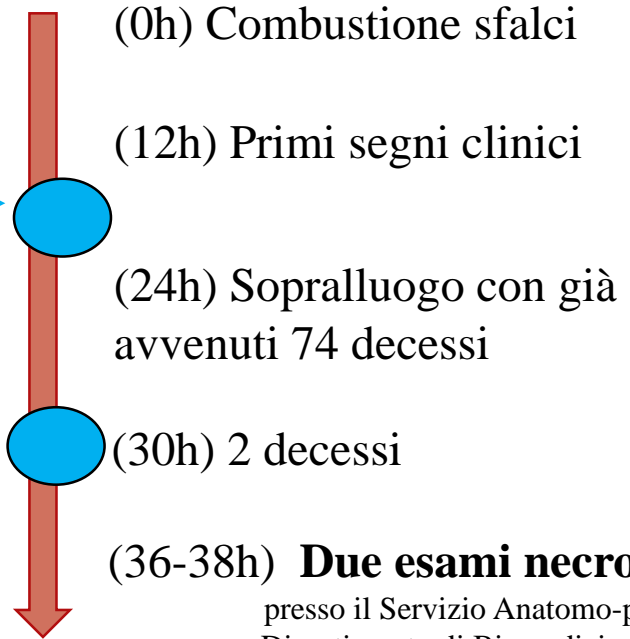 (0h) Combustione sfalci
(12h) Primi segni clinici
(24h) Sopralluogo con già
avvenuti 74 decessi
(30h) 2 decessi
(36-38h) Due esami necro
presso il Servizio Anatomo-p